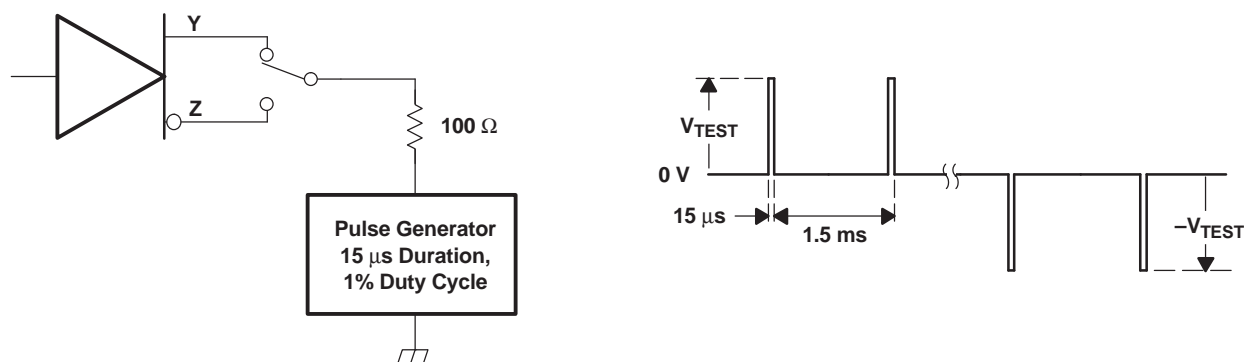 Y
Z
100 Ω
Pulse Generator
15 μs Duration,
1% Duty Cycle
VTEST
0 V
15 μs
1.5 ms
–VTEST